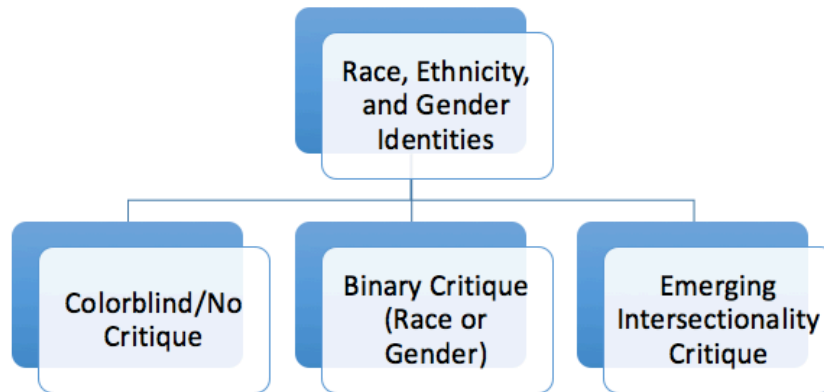 Race, Ethnicity,
and Gender
Identities
Colorblind/No
Critique
Binary Critique
(Race or
Gender)
Emerging
Intersectionality
Critique